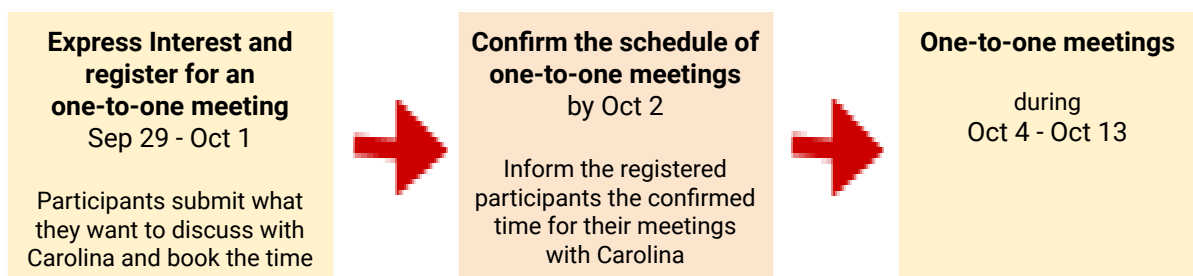 Express Interest and
register for an
one-to-one meeting
Sep 29 - Oct 1
Participants submit what
they want to discuss with
Carolina and book the time
Confirm the schedule of
one-to-one meetings
by Oct 2
Inform the registered
participants the confirmed
time for their meetings
with Carolina
One-to-one meetings
during
Oct 4 - Oct 13